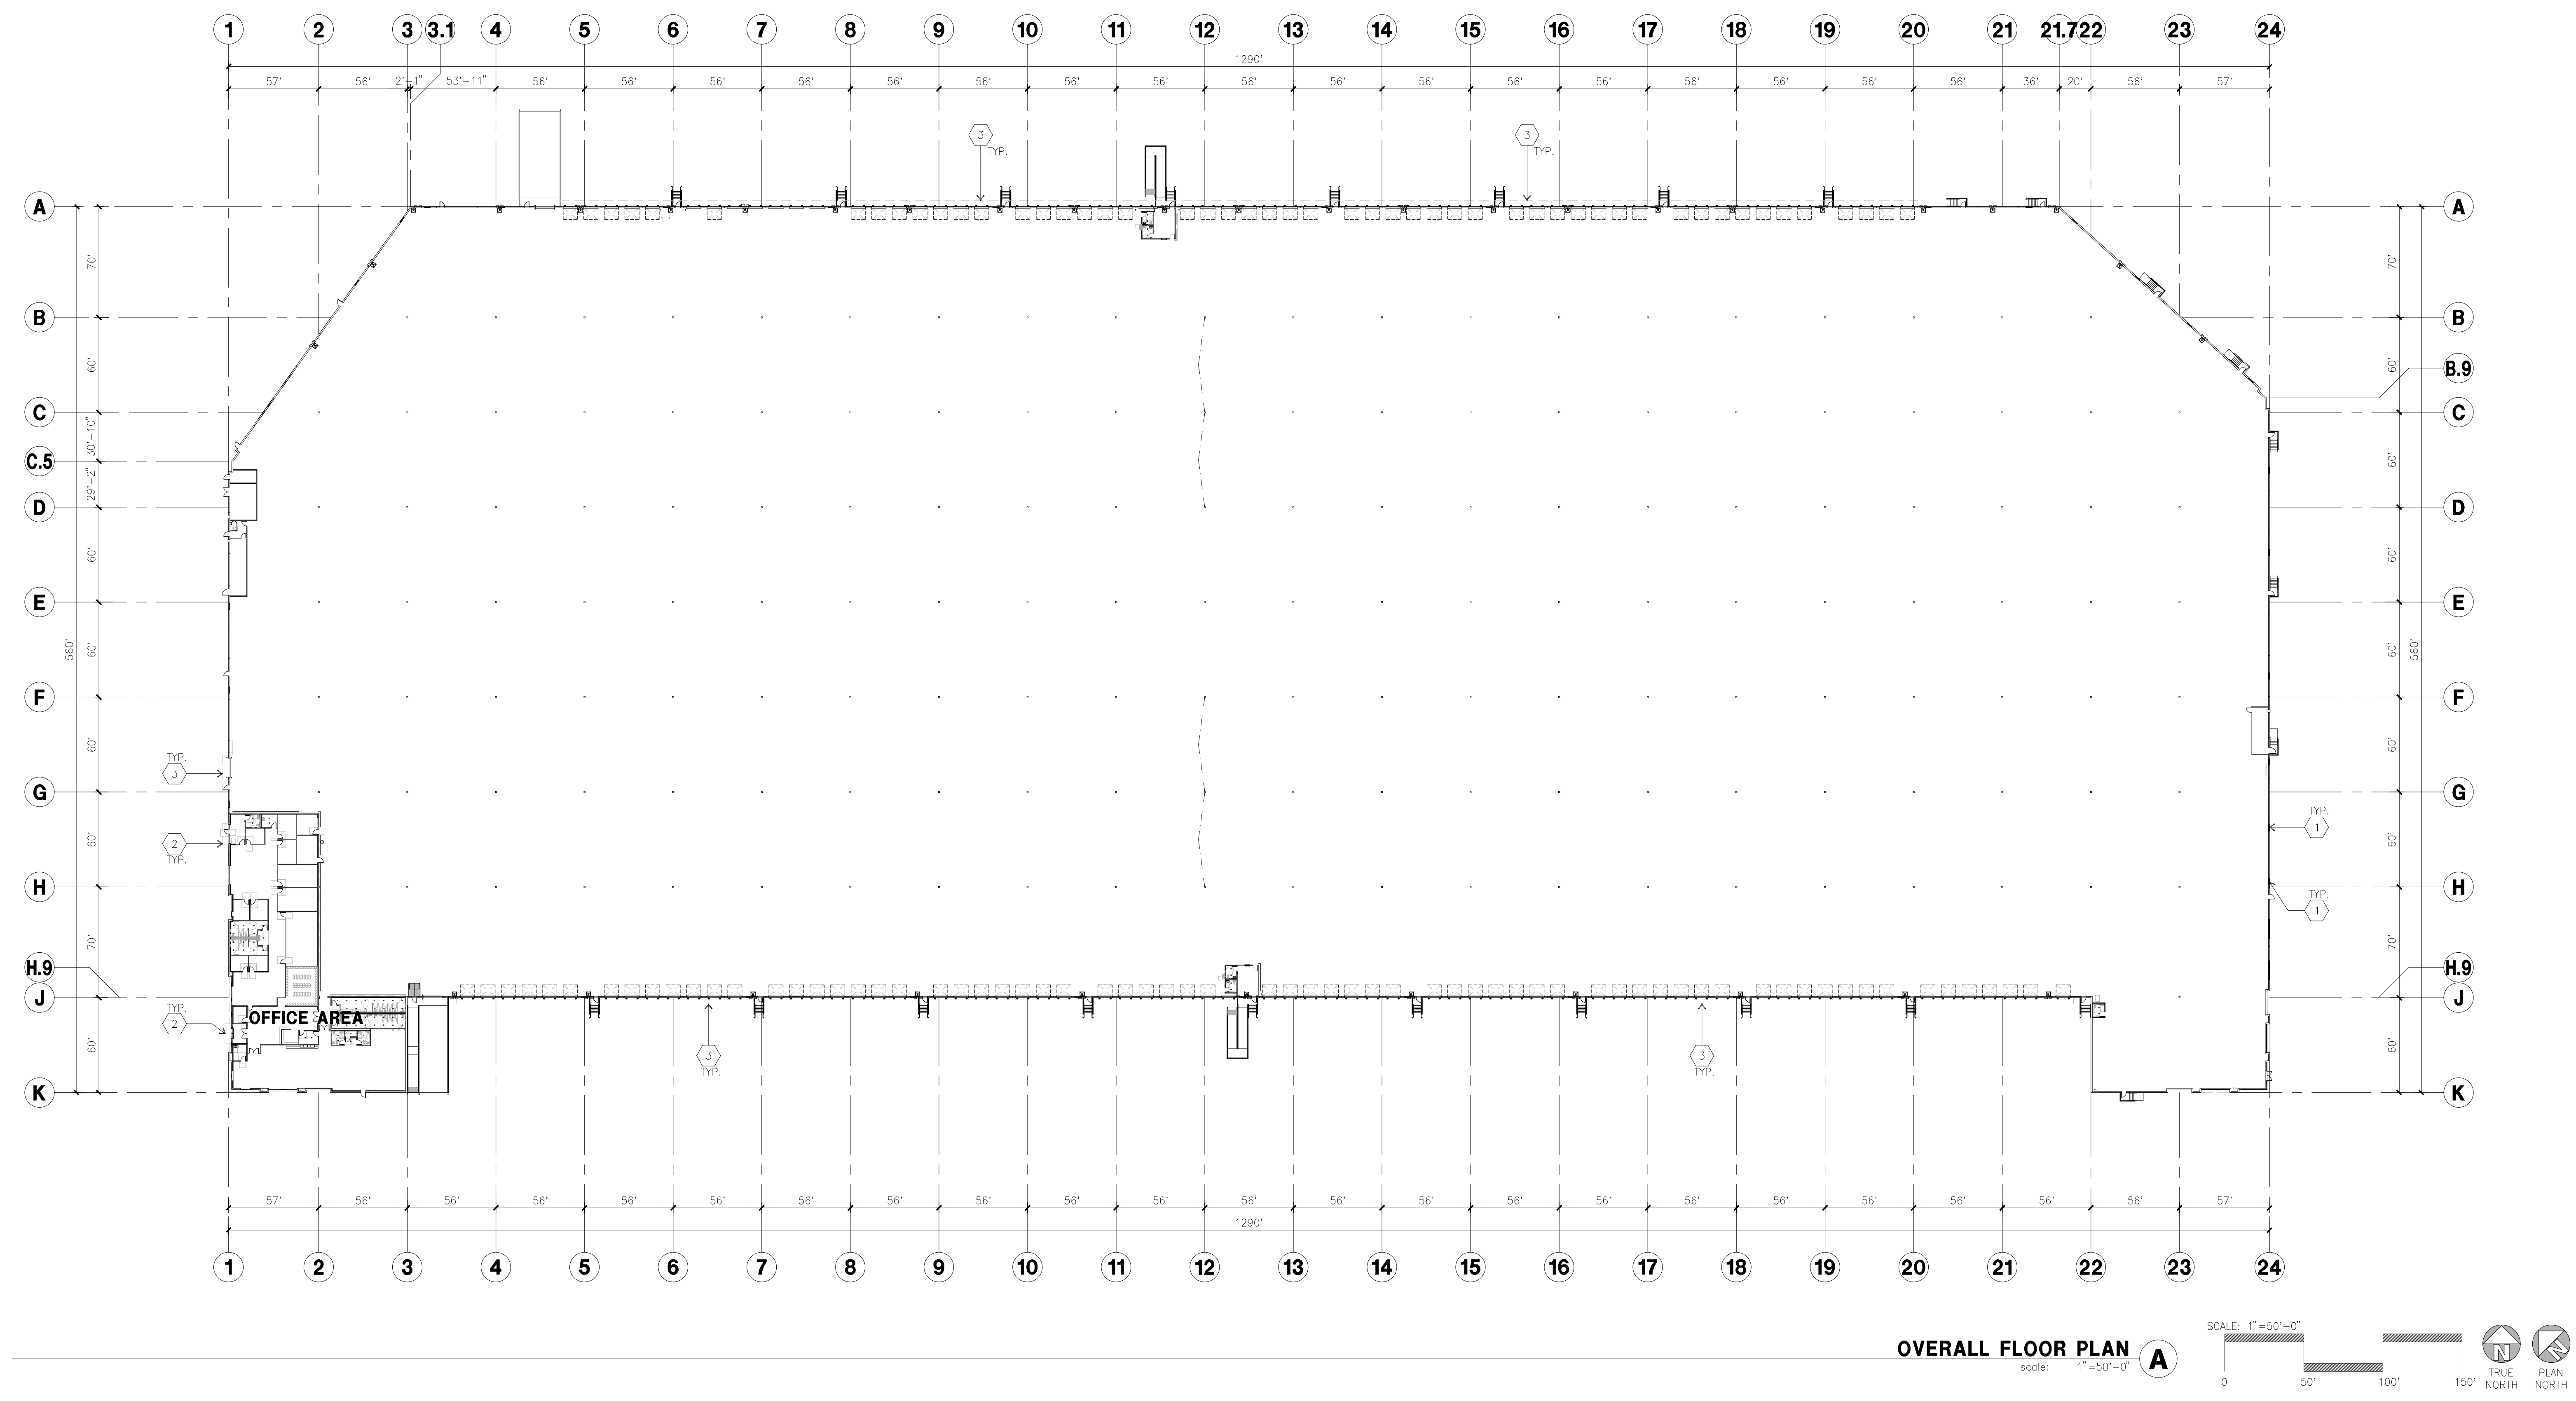 1 2 3 3.1 4 5 6 7 8 9 10 11 12 13 14 15 16 17 18 19 20 21 21.7 22 23 24
1290'
57' 56' 2'-1" 53'-11" 56' 56' 56' 56' 56' 56' 56' 56' 56' 56' 56' 56' 56' 56' 56' 56' 56' 36' 20' 56' 57'
3 3
TYP. TYP.
A A
70' 70'
B B
60' 60'
B.9
C C
30'-10"
60'
C.5
29'-2"
D D
60' 60'
E E
560' 60' 60' 560'
F F
60' 60'
TYP.
3
G G
TYP.
1
2
TYP.
60' 60'
H H
TYP.
1
70' 70'
H.9 H.9
J J
TYP.
2
OFFICE AREA
60' 60'
3 3
TYP. TYP.
K K
57' 56' 56' 56' 56' 56' 56' 56' 56' 56' 56' 56' 56' 56' 56' 56' 56' 56' 56' 56' 56' 56' 57'
1290'
1 2 3 4 5 6 7 8 9 10 11 12 13 14 15 16 17 18 19 20 21 22 23 24
SCALE: 1"=50'-0"
OVERALL FLOOR PLAN
A
scale: 1"=50'-0"
N N
0 50' 100' 150'
TRUE NORTH
PLAN NORTH